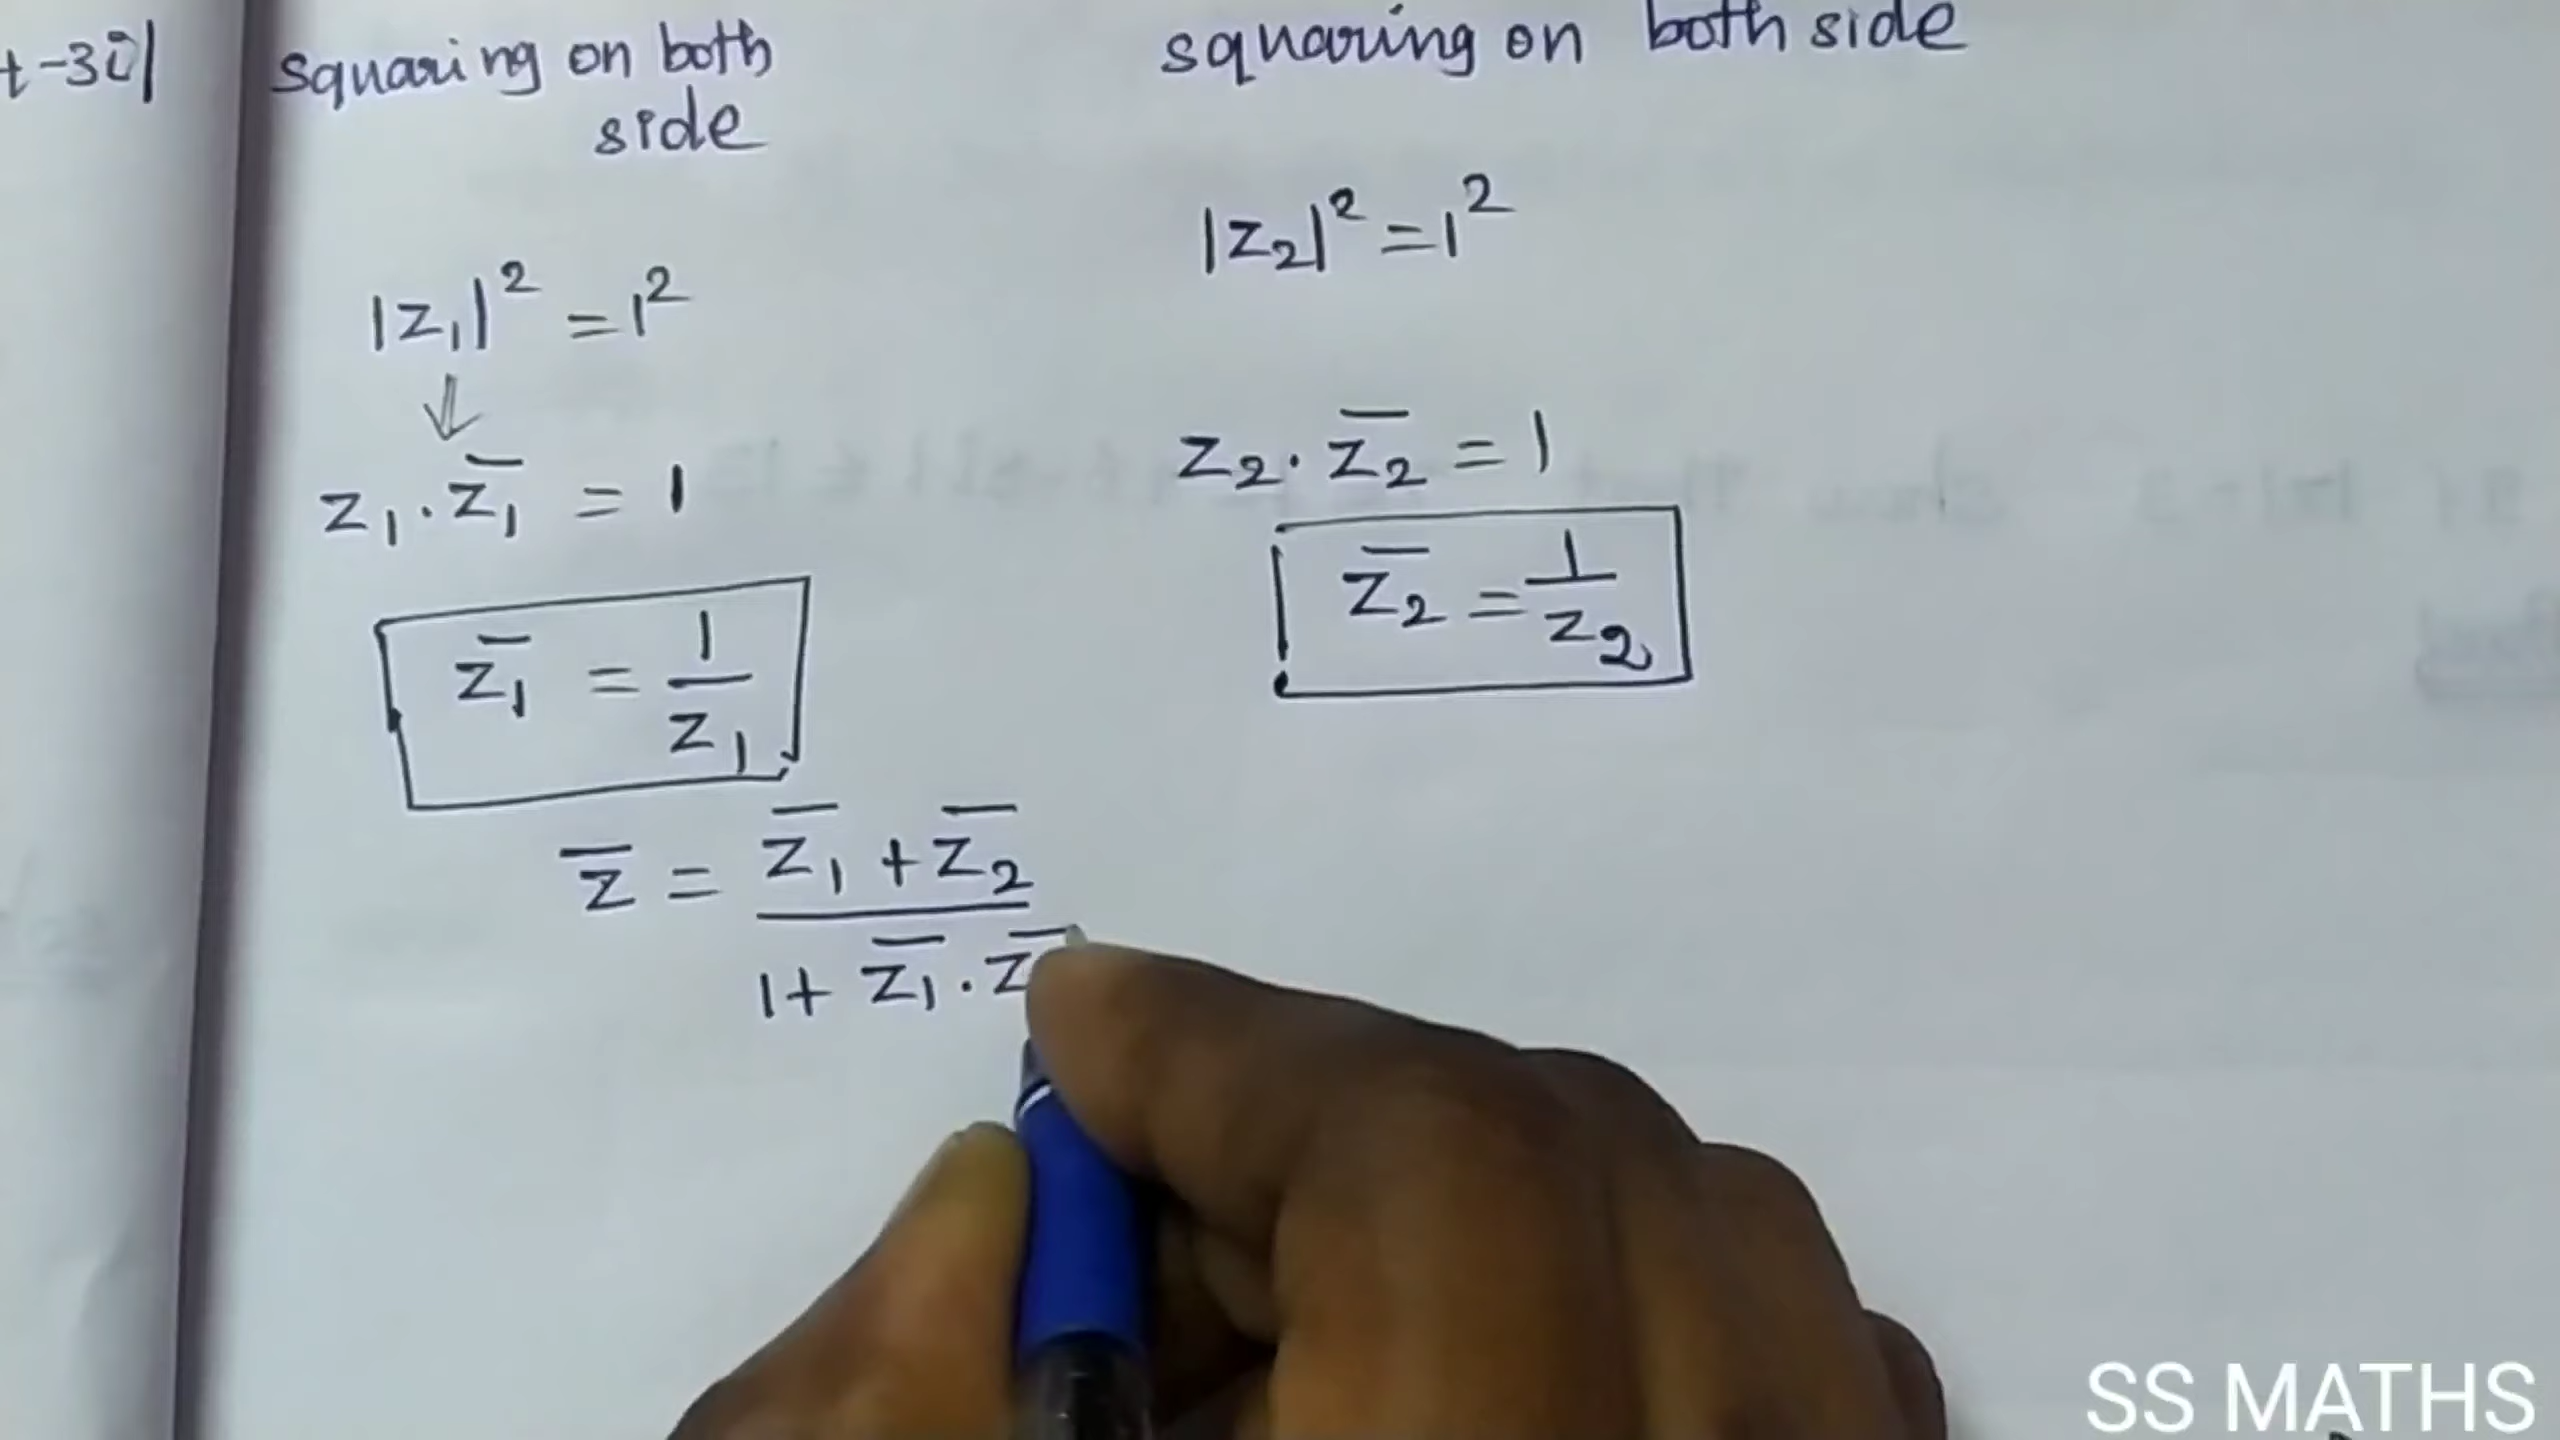 t-3i|
squaring on both
side
|z₁|² = 1²
z₁ . z̅₁ = 1
z̅₁ = 1/z₁
squaring on both side
|z₂|² = 1²
z₂ . z̅₂ = 1
z̅₂ = 1/z₂
z̅ = z̅₁ + z̅₂
1 + z̅₁ . z̅
SS MATHS